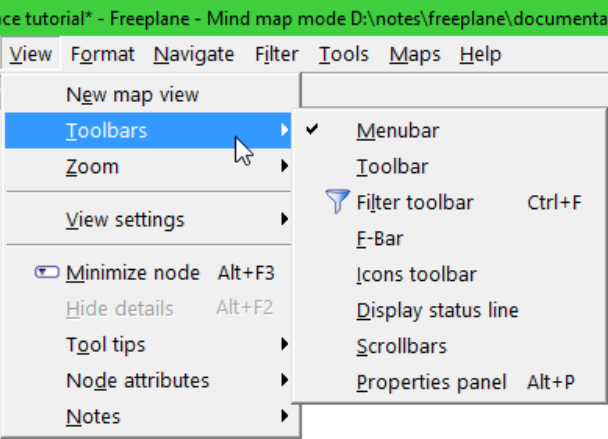 ce tutorial* - Freeplane - Mind map mode D:\notes\freeplane\documenta
View Format Navigate Filter Tools Maps Help
New map view
Toolbars
Zoom
View settings
Minimize node Alt+F3
Hide details Alt+F2
Tool tips
Node attributes
Notes
Menubar
Toolbar
Filter toolbar Ctrl+F
F-Bar
Icons toolbar
Display status line
Scrollbars
Properties panel Alt+P